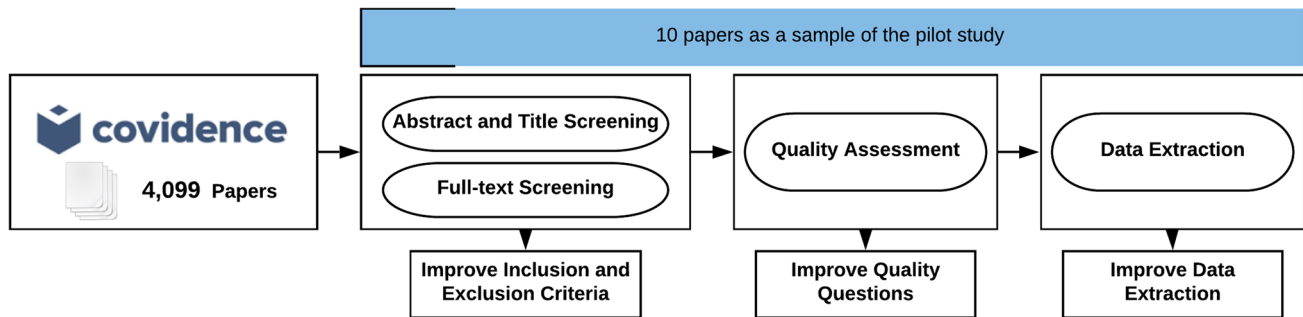 10 papers as a sample of the pilot study
covidence
4,099 Papers
Abstract and Title Screening
Full-text Screening
Quality Assessment
Data Extraction
Improve Inclusion and
Exclusion Criteria
Improve Quality
Questions
Improve Data
Extraction